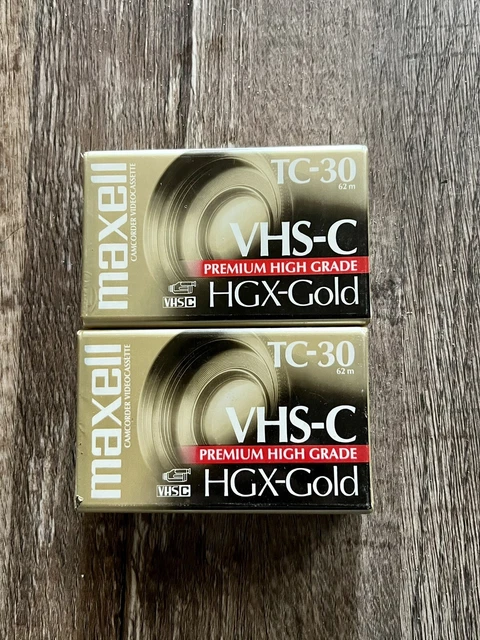 maxell
CAMCORDER VIDEOCASSETTE
TC-30
62 m
VHS-C
PREMIUM HIGH GRADE
VHS C
HGX-Gold
maxell
CAMCORDER VIDEOCASSETTE
TC-30
62 m
VHS-C
PREMIUM HIGH GRADE
VHS C
HGX-Gold